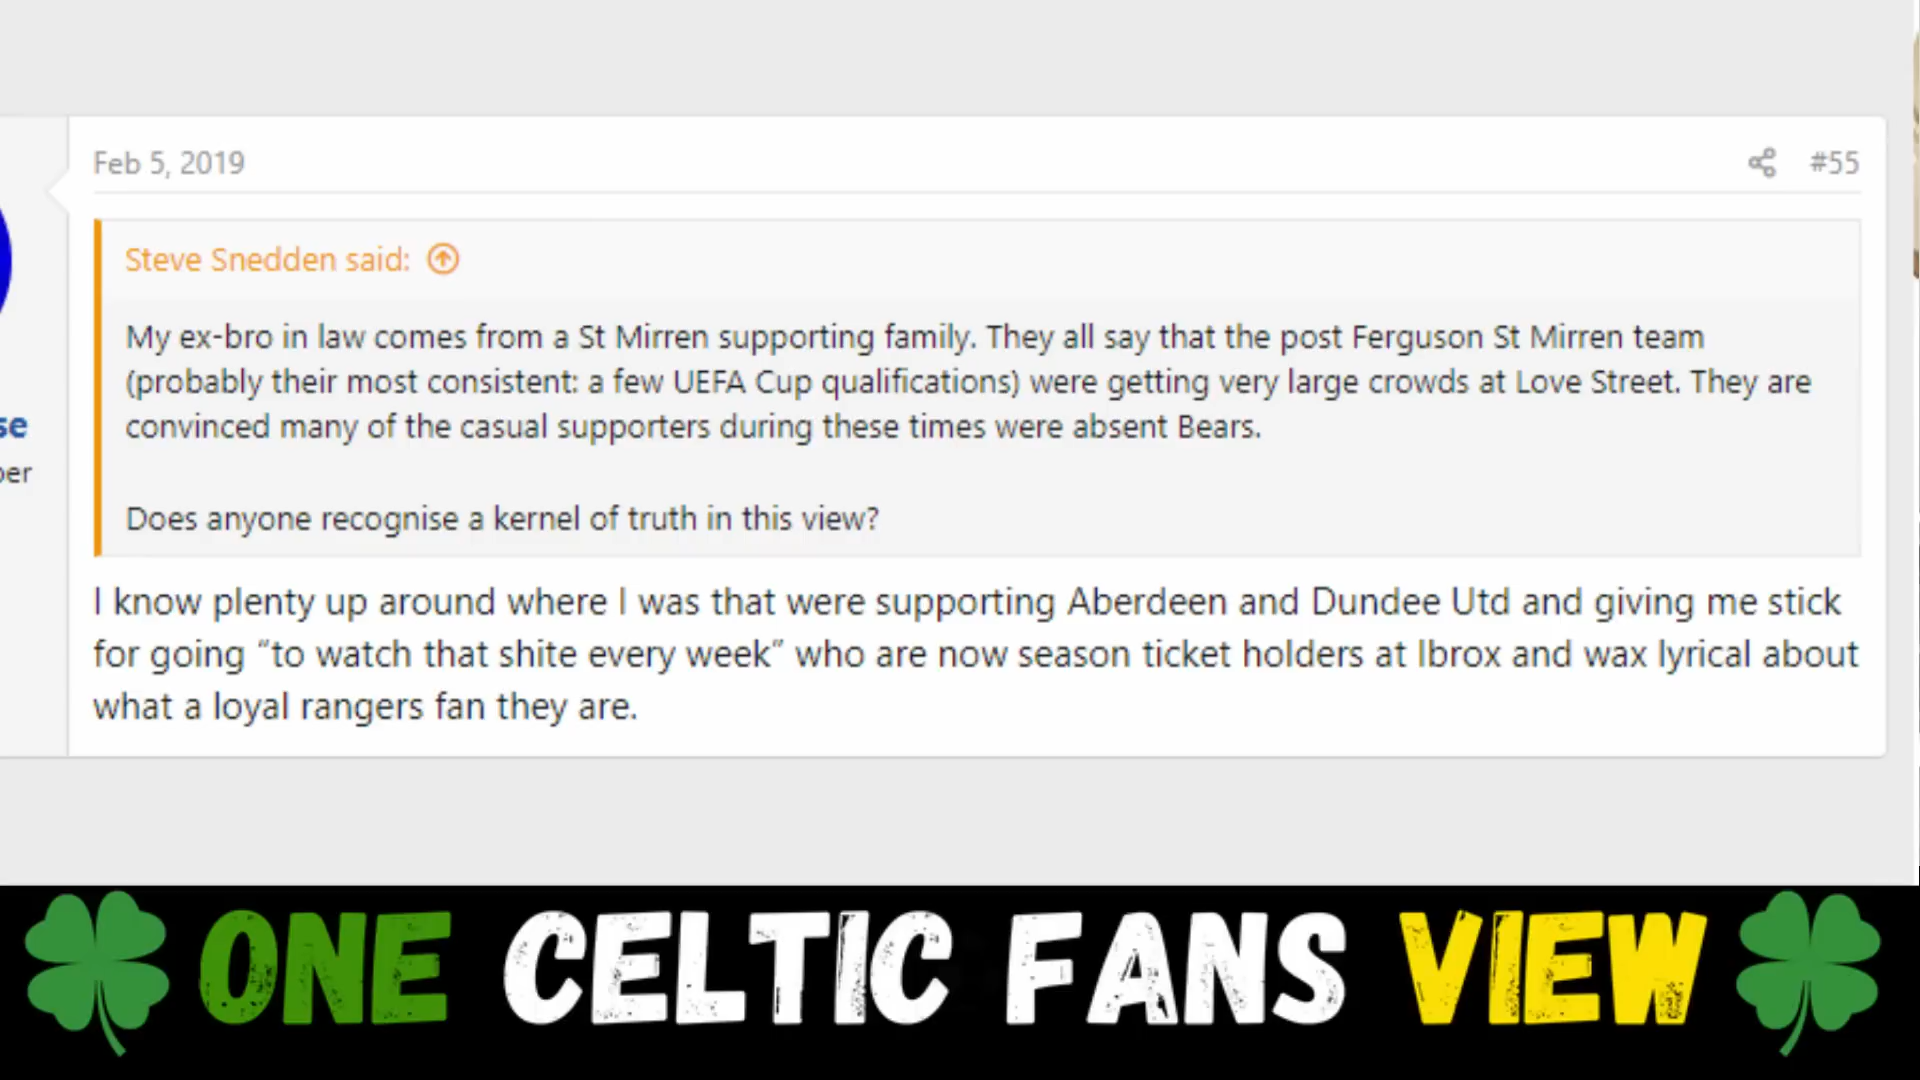 Feb 5, 2019
#55
Steve Snedden said:
My ex-bro in law comes from a St Mirren supporting family. They all say that the post Ferguson St Mirren team
(probably their most consistent: a few UEFA Cup qualifications) were getting very large crowds at Love Street. They are
convinced many of the casual supporters during these times were absent Bears.
Does anyone recognise a kernel of truth in this view?
se
ber
I know plenty up around where I was that were supporting Aberdeen and Dundee Utd and giving me stick
for going “to watch that shite every week” who are now season ticket holders at Ibrox and wax lyrical about
what a loyal rangers fan they are.
ONE CELTIC FANS VIEW